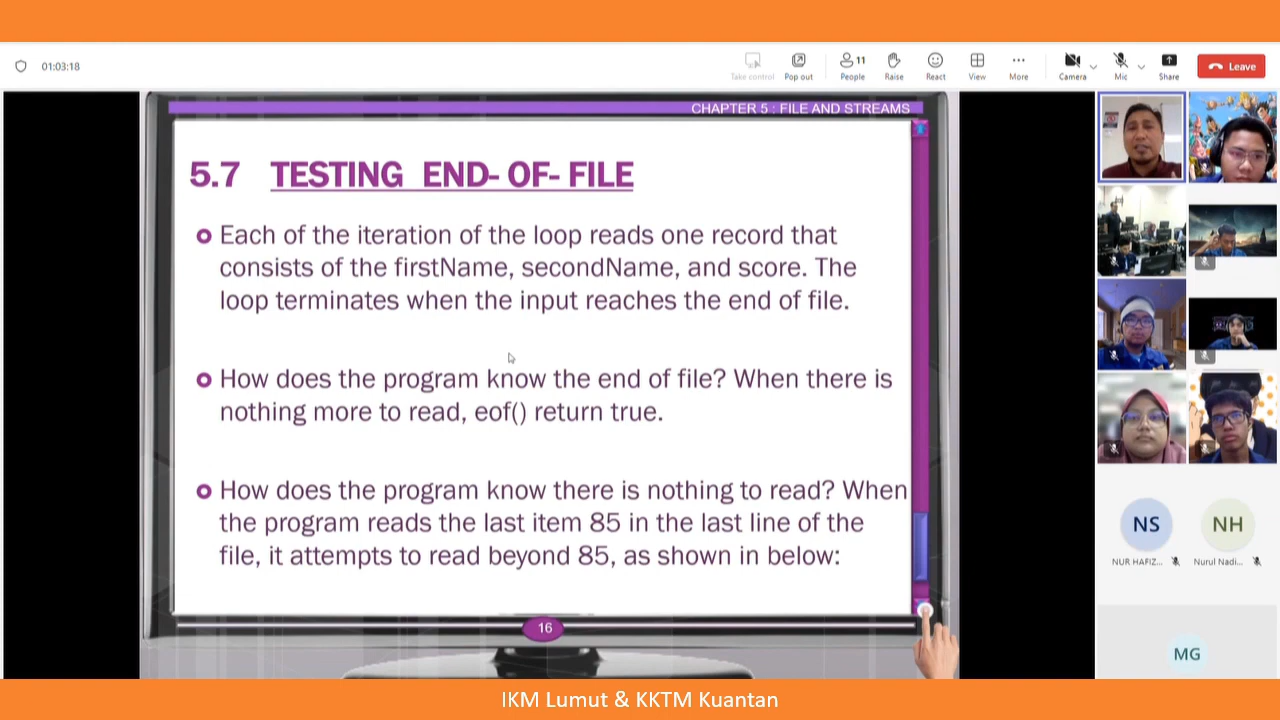 01:03:18
Take control
Pop out
11
People
Raise
React
View
More
Camera
Mic
Share
Leave
CHAPTER 5 : FILE AND STREAMS
5.7 TESTING END- OF- FILE
Each of the iteration of the loop reads one record that
consists of the firstName, secondName, and score. The
loop terminates when the input reaches the end of file.
How does the program know the end of file? When there is
nothing more to read, eof() return true.
How does the program know there is nothing to read? When
the program reads the last item 85 in the last line of the
file, it attempts to read beyond 85, as shown in below:
16
NS
NH
NUR HAFIZ...
Nurul Nadi...
MG
IKM Lumut & KKTM Kuantan